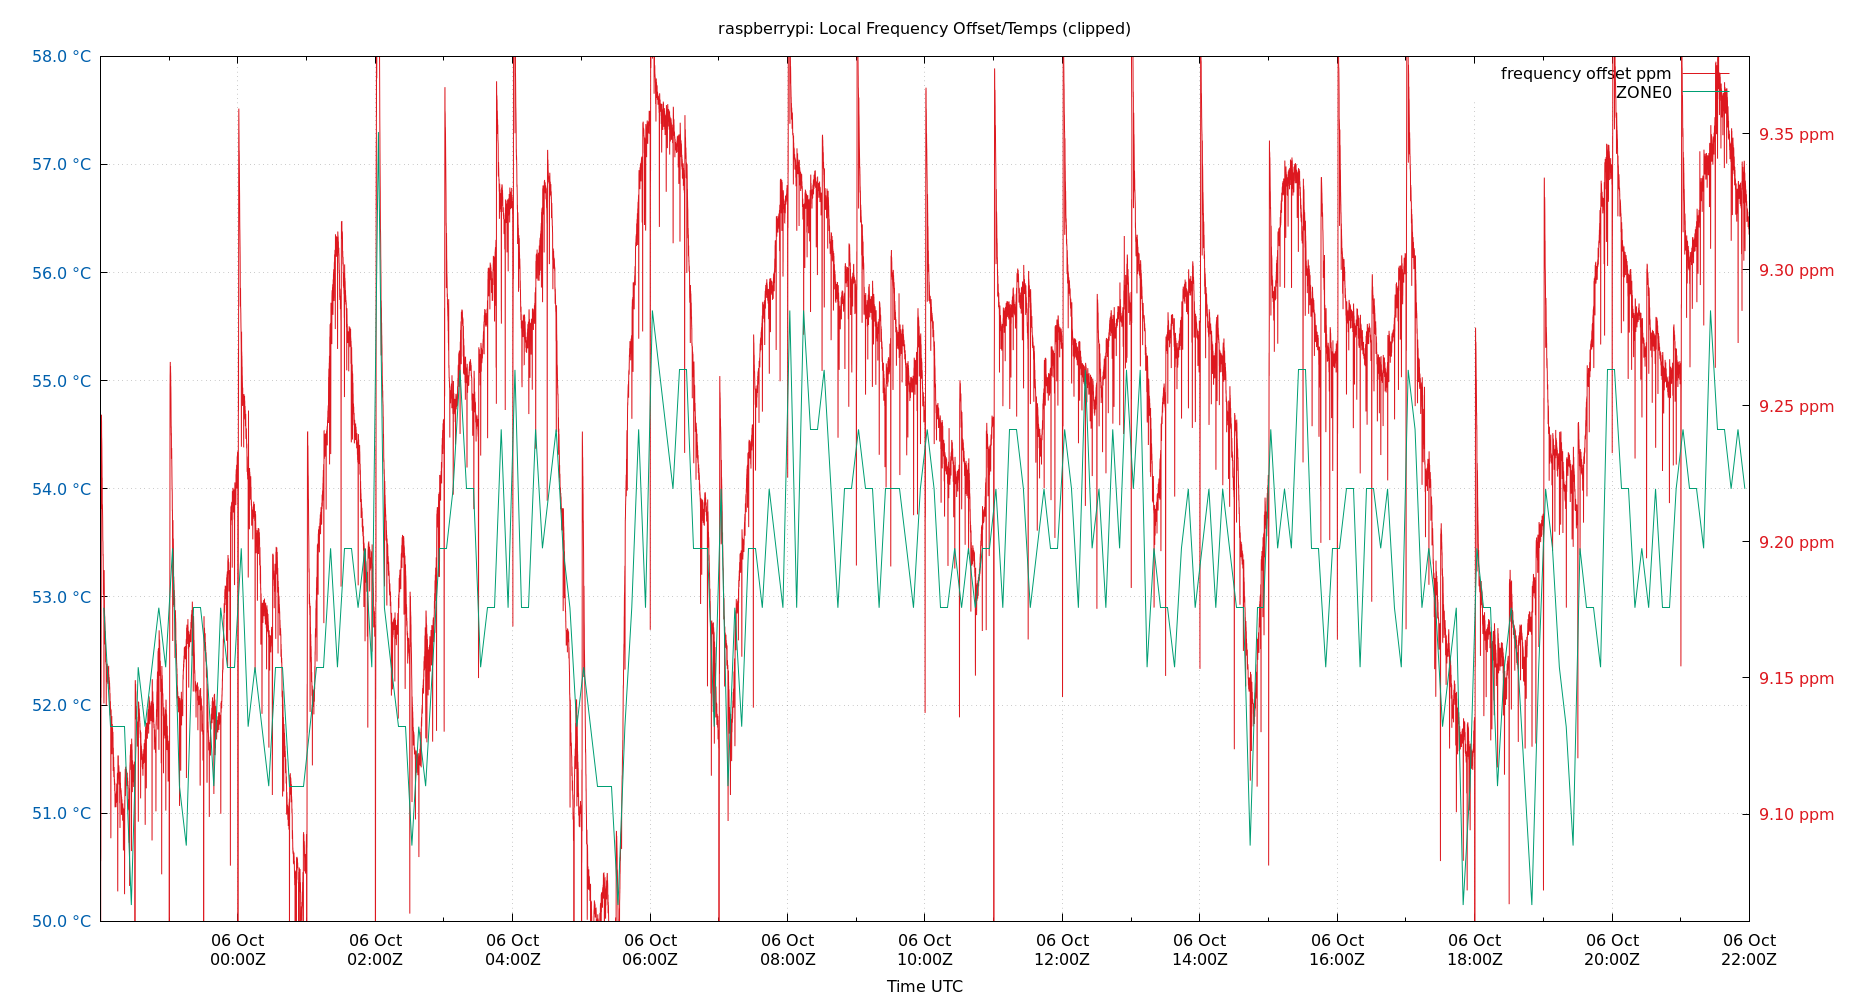 raspberrypi: Local Frequency Offset/Temps (clipped)
58.0 °C
57.0 °C
56.0 °C
55.0 °C
54.0 °C
53.0 °C
52.0 °C
51.0 °C
50.0 °C
frequency offset ppm
ZONE0
9.35 ppm
9.30 ppm
9.25 ppm
9.20 ppm
9.15 ppm
9.10 ppm
06 Oct 06 Oct 06 Oct 06 Oct 06 Oct 06 Oct 06 Oct 06 Oct 06 Oct 06 Oct 06 Oct 06 Oct
00:00Z 02:00Z 04:00Z 06:00Z 08:00Z 10:00Z 12:00Z 14:00Z 16:00Z 18:00Z 20:00Z 22:00Z
Time UTC